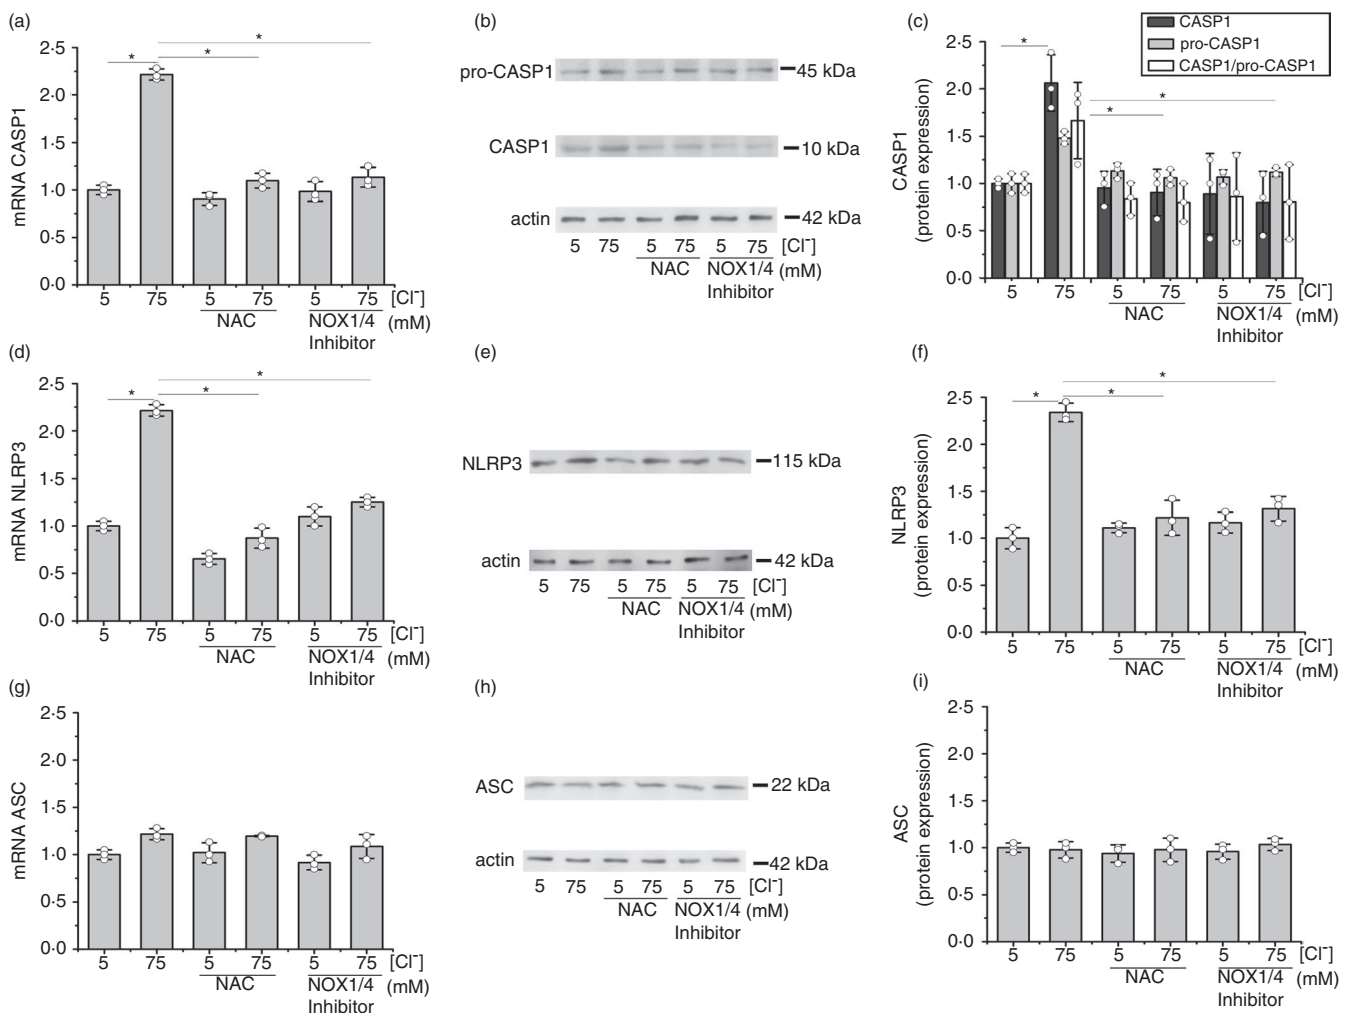 (a)
mRNA CASP1
2·5
2·0
1·5
1·0
0·5
0·0
* * *
5 75 5 75 5 75 [Cl⁻]
NAC NOX1/4 (mM)
Inhibitor
(b)
pro-CASP1 45 kDa
CASP1 10 kDa
actin 42 kDa
5 75 5 75 5 75 [Cl⁻]
NAC NOX1/4 (mM)
Inhibitor
(c)
CASP1
pro-CASP1
CASP1/pro-CASP1
CASP1
(protein expression)
2·5
2·0
1·5
1·0
0·5
0·0
* * *
5 75 5 75 5 75 [Cl⁻]
NAC NOX1/4 (mM)
Inhibitor
(d)
mRNA NLRP3
2·5
2·0
1·5
1·0
0·5
0·0
* * *
5 75 5 75 5 75 [Cl⁻]
NAC NOX1/4 (mM)
Inhibitor
(e)
NLRP3 115 kDa
actin 42 kDa
5 75 5 75 5 75 [Cl⁻]
NAC NOX1/4 (mM)
Inhibitor
(f)
NLRP3
(protein expression)
2·5
2·0
1·5
1·0
0·5
0·0
* * *
5 75 5 75 5 75 [Cl⁻]
NAC NOX1/4 (mM)
Inhibitor
(g)
mRNA ASC
2·5
2·0
1·5
1·0
0·5
0·0
5 75 5 75 5 75 [Cl⁻]
NAC NOX1/4 (mM)
Inhibitor
(h)
ASC 22 kDa
actin 42 kDa
5 75 5 75 5 75 [Cl⁻]
NAC NOX1/4 (mM)
Inhibitor
(i)
ASC
(protein expression)
2·5
2·0
1·5
1·0
0·5
0·0
5 75 5 75 5 75 [Cl⁻]
NAC NOX1/4 (mM)
Inhibitor